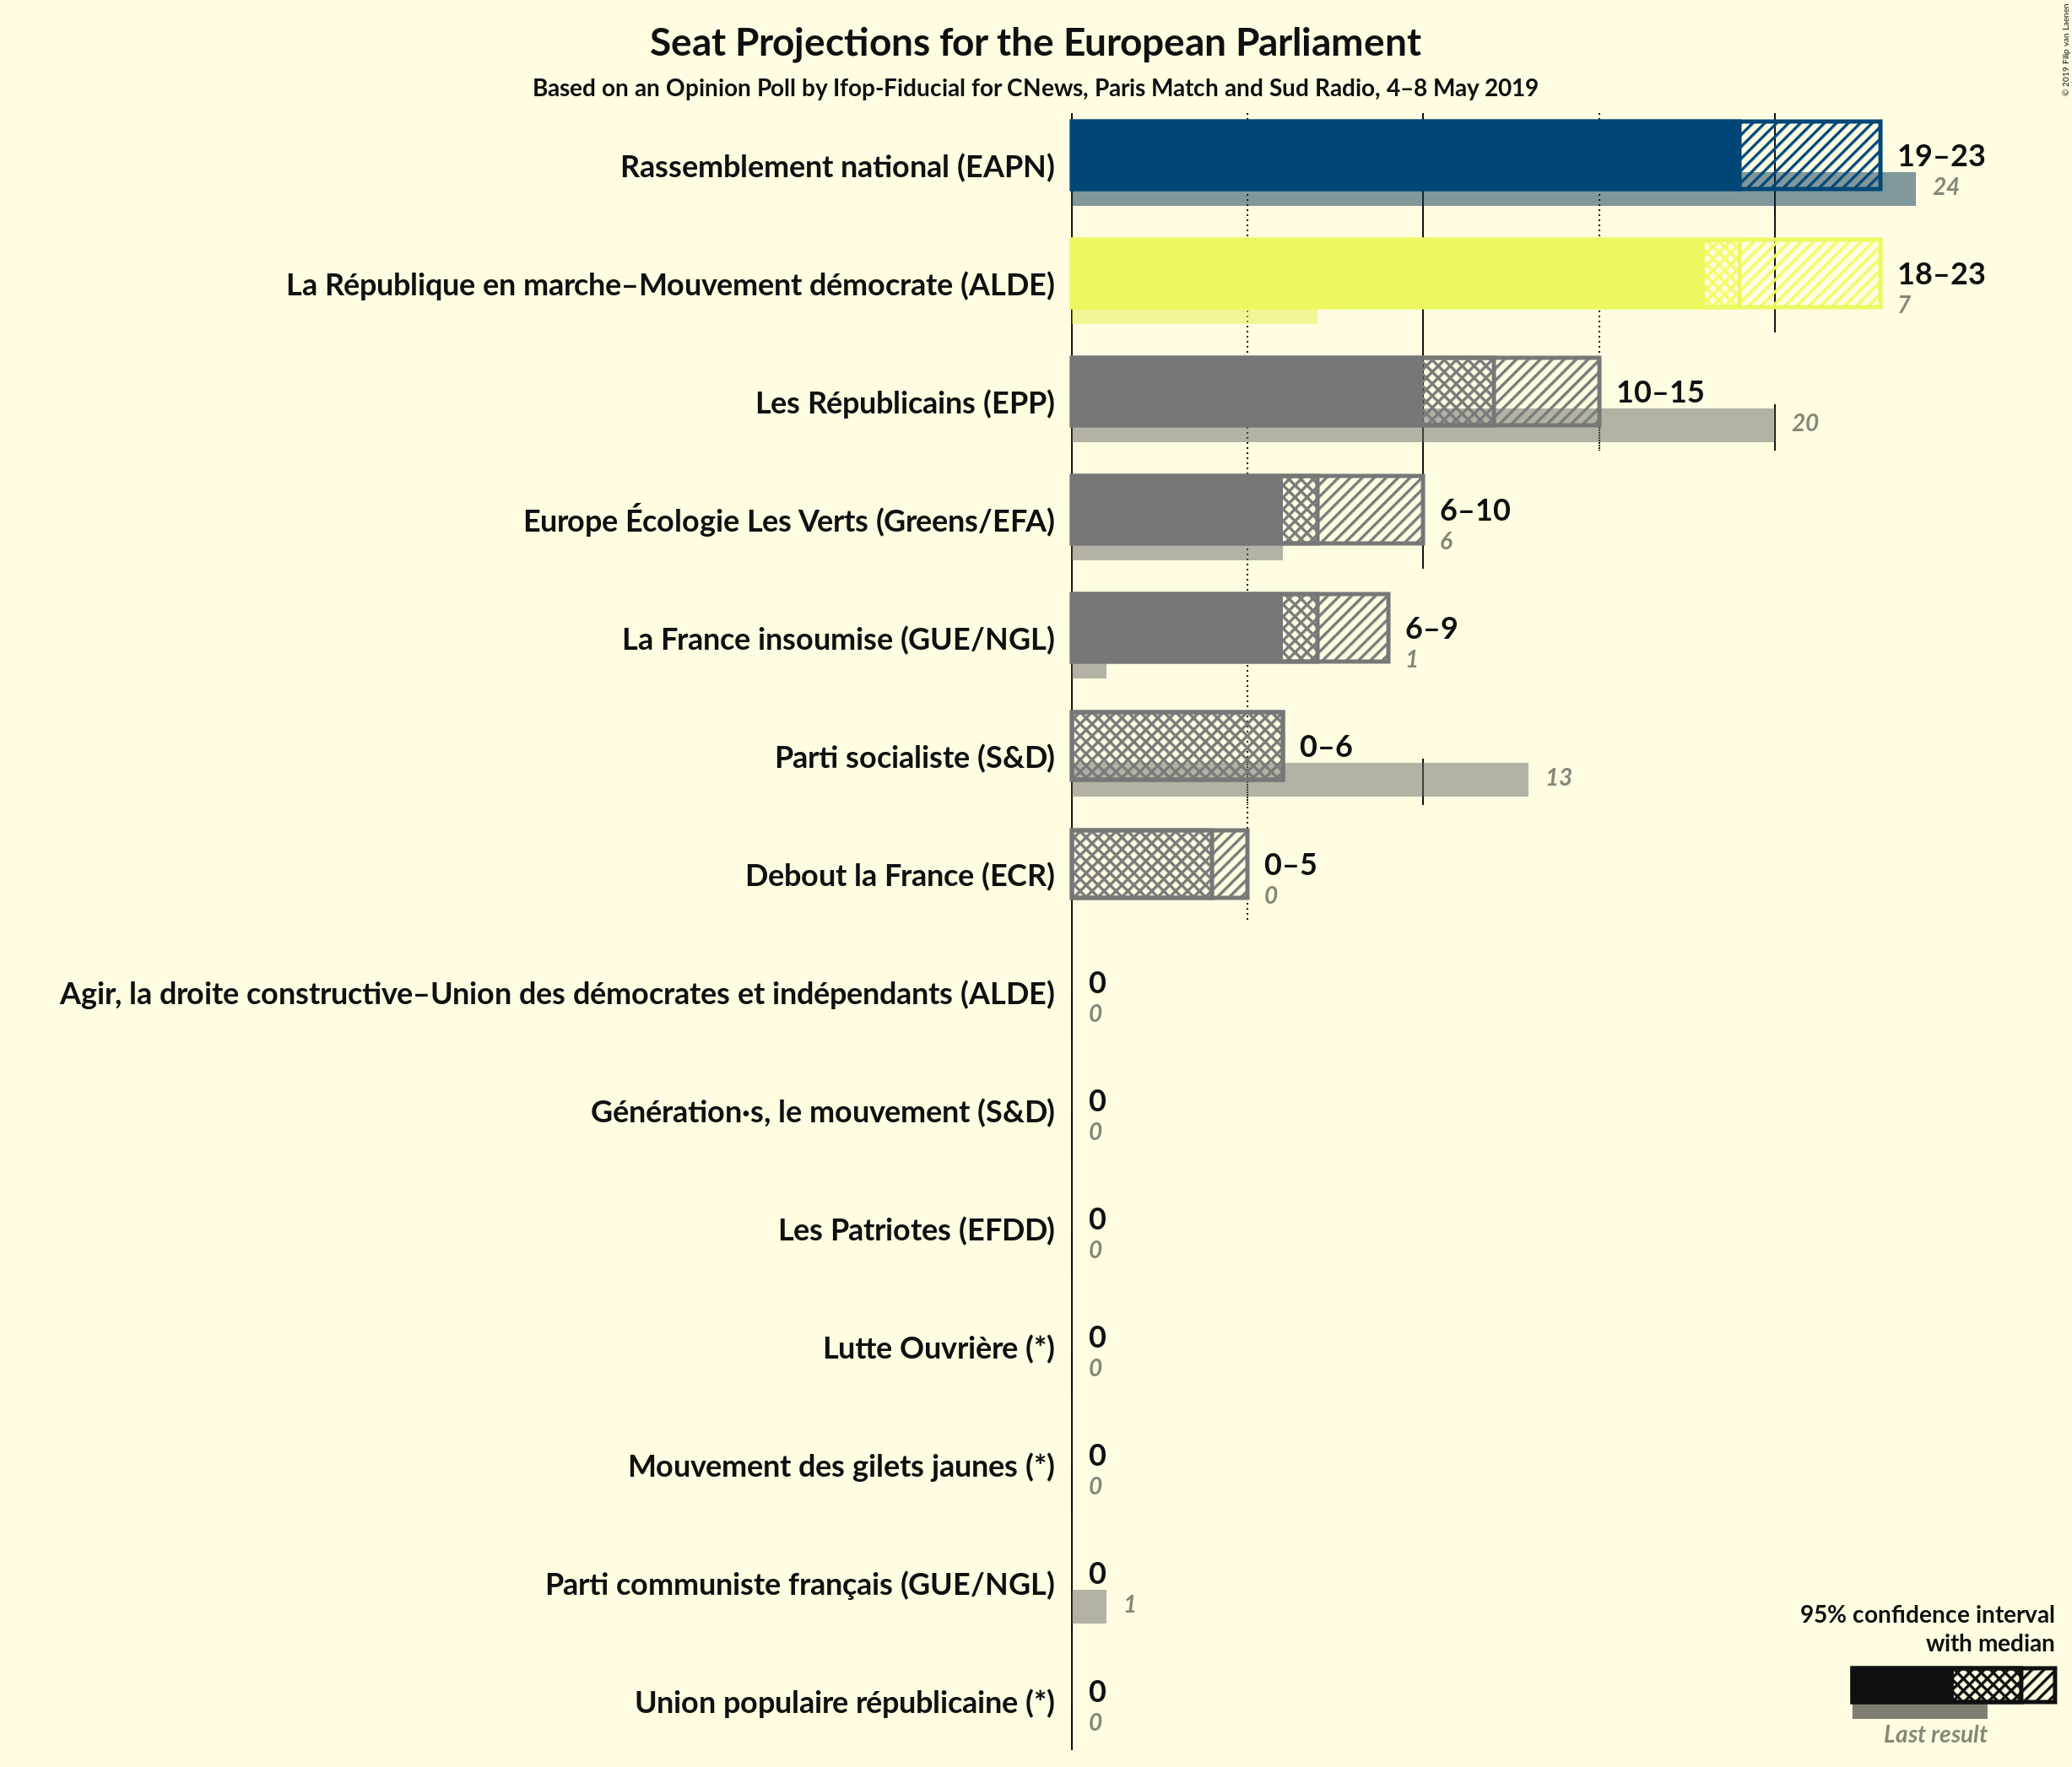 Seat Projections for the European Parliament
Based on an Opinion Poll by Ifop-Fiducial for CNews, Paris Match and Sud Radio, 4–8 May 2019
© 2019 Filip van Laenen
Rassemblement national (EAPN)
19–23
24
La République en marche–Mouvement démocrate (ALDE)
18–23
7
Les Républicains (EPP)
10–15
20
Europe Écologie Les Verts (Greens/EFA)
6–10
6
La France insoumise (GUE/NGL)
6–9
1
Parti socialiste (S&D)
0–6
13
Debout la France (ECR)
0–5
0
Agir, la droite constructive–Union des démocrates et indépendants (ALDE)
0
0
Génération·s, le mouvement (S&D)
0
0
Les Patriotes (EFDD)
0
0
Lutte Ouvrière (*)
0
0
Mouvement des gilets jaunes (*)
0
0
Parti communiste français (GUE/NGL)
0
1
Union populaire républicaine (*)
0
0
95% confidence interval
with median
Last result